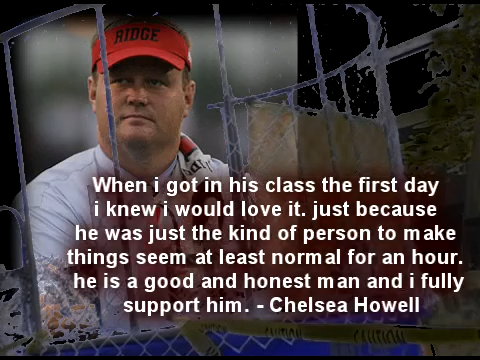 RIDGE
When i got in his class the first day
i knew i would love it. just because
he was just the kind of person to make
things seem at least normal for an hour.
he is a good and honest man and i fully
support him. - Chelsea Howell
CAUTION
CAUTION